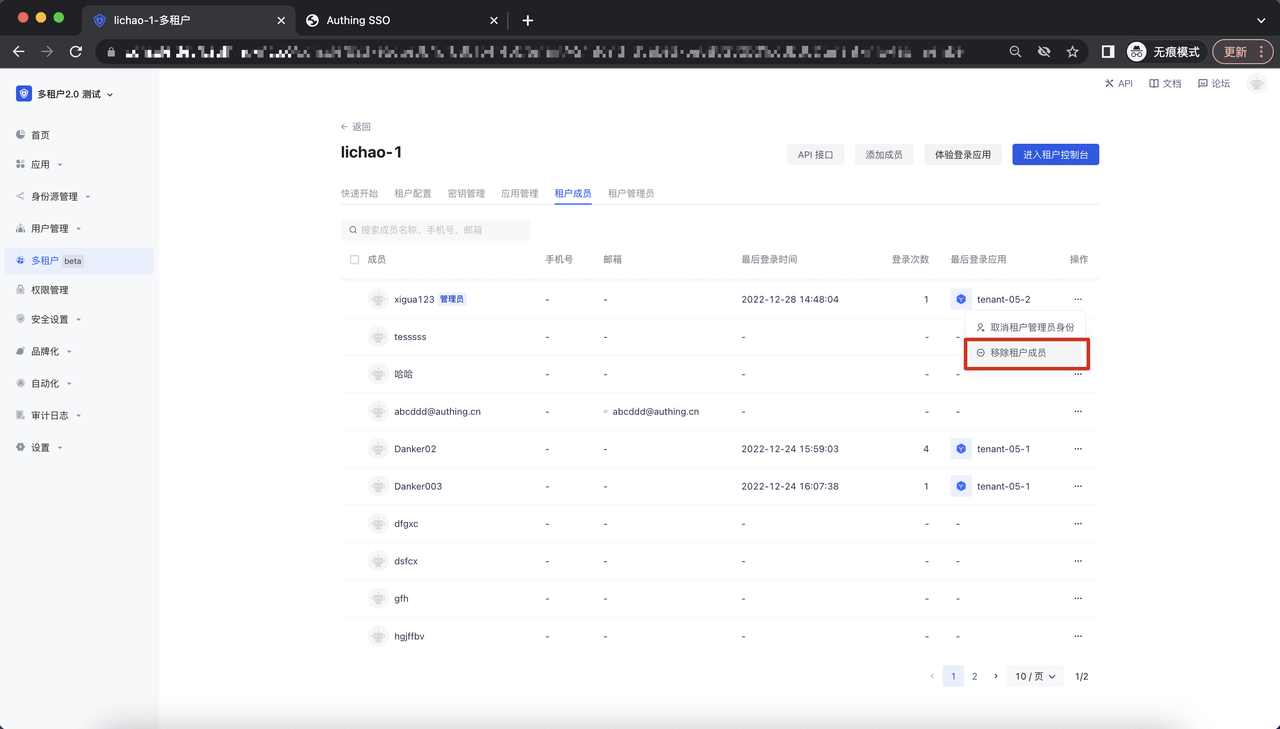 lichao-1-多租户
Authing SSO
无痕模式
更新
多租户2.0 测试
API
文档
论坛
首页
应用
身份源管理
用户管理
多租户 beta
权限管理
安全设置
品牌化
自动化
审计日志
设置
返回
lichao-1
API 接口
添加成员
体验登录应用
进入租户控制台
快速开始
租户配置
密钥管理
应用管理
租户成员
租户管理员
搜索成员名称、手机号、邮箱
成员 手机号 邮箱 最后登录时间 登录次数 最后登录应用 操作
xigua123 管理员 - - 2022-12-28 14:48:04 1 tenant-05-2 ···
取消租户管理员身份
tesssss - - - - -
移除租户成员
哈哈 - - - - - ···
abcddd@authing.cn - abcddd@authing.cn - - - ···
Danker02 - - 2022-12-24 15:59:03 4 tenant-05-1 ···
Danker003 - - 2022-12-24 16:07:38 1 tenant-05-1 ···
dfgxc - - - - - ···
dsfcx - - - - - ···
gfh - - - - - ···
hgjffbv - - - - - ···
1 2 10 / 页 1/2